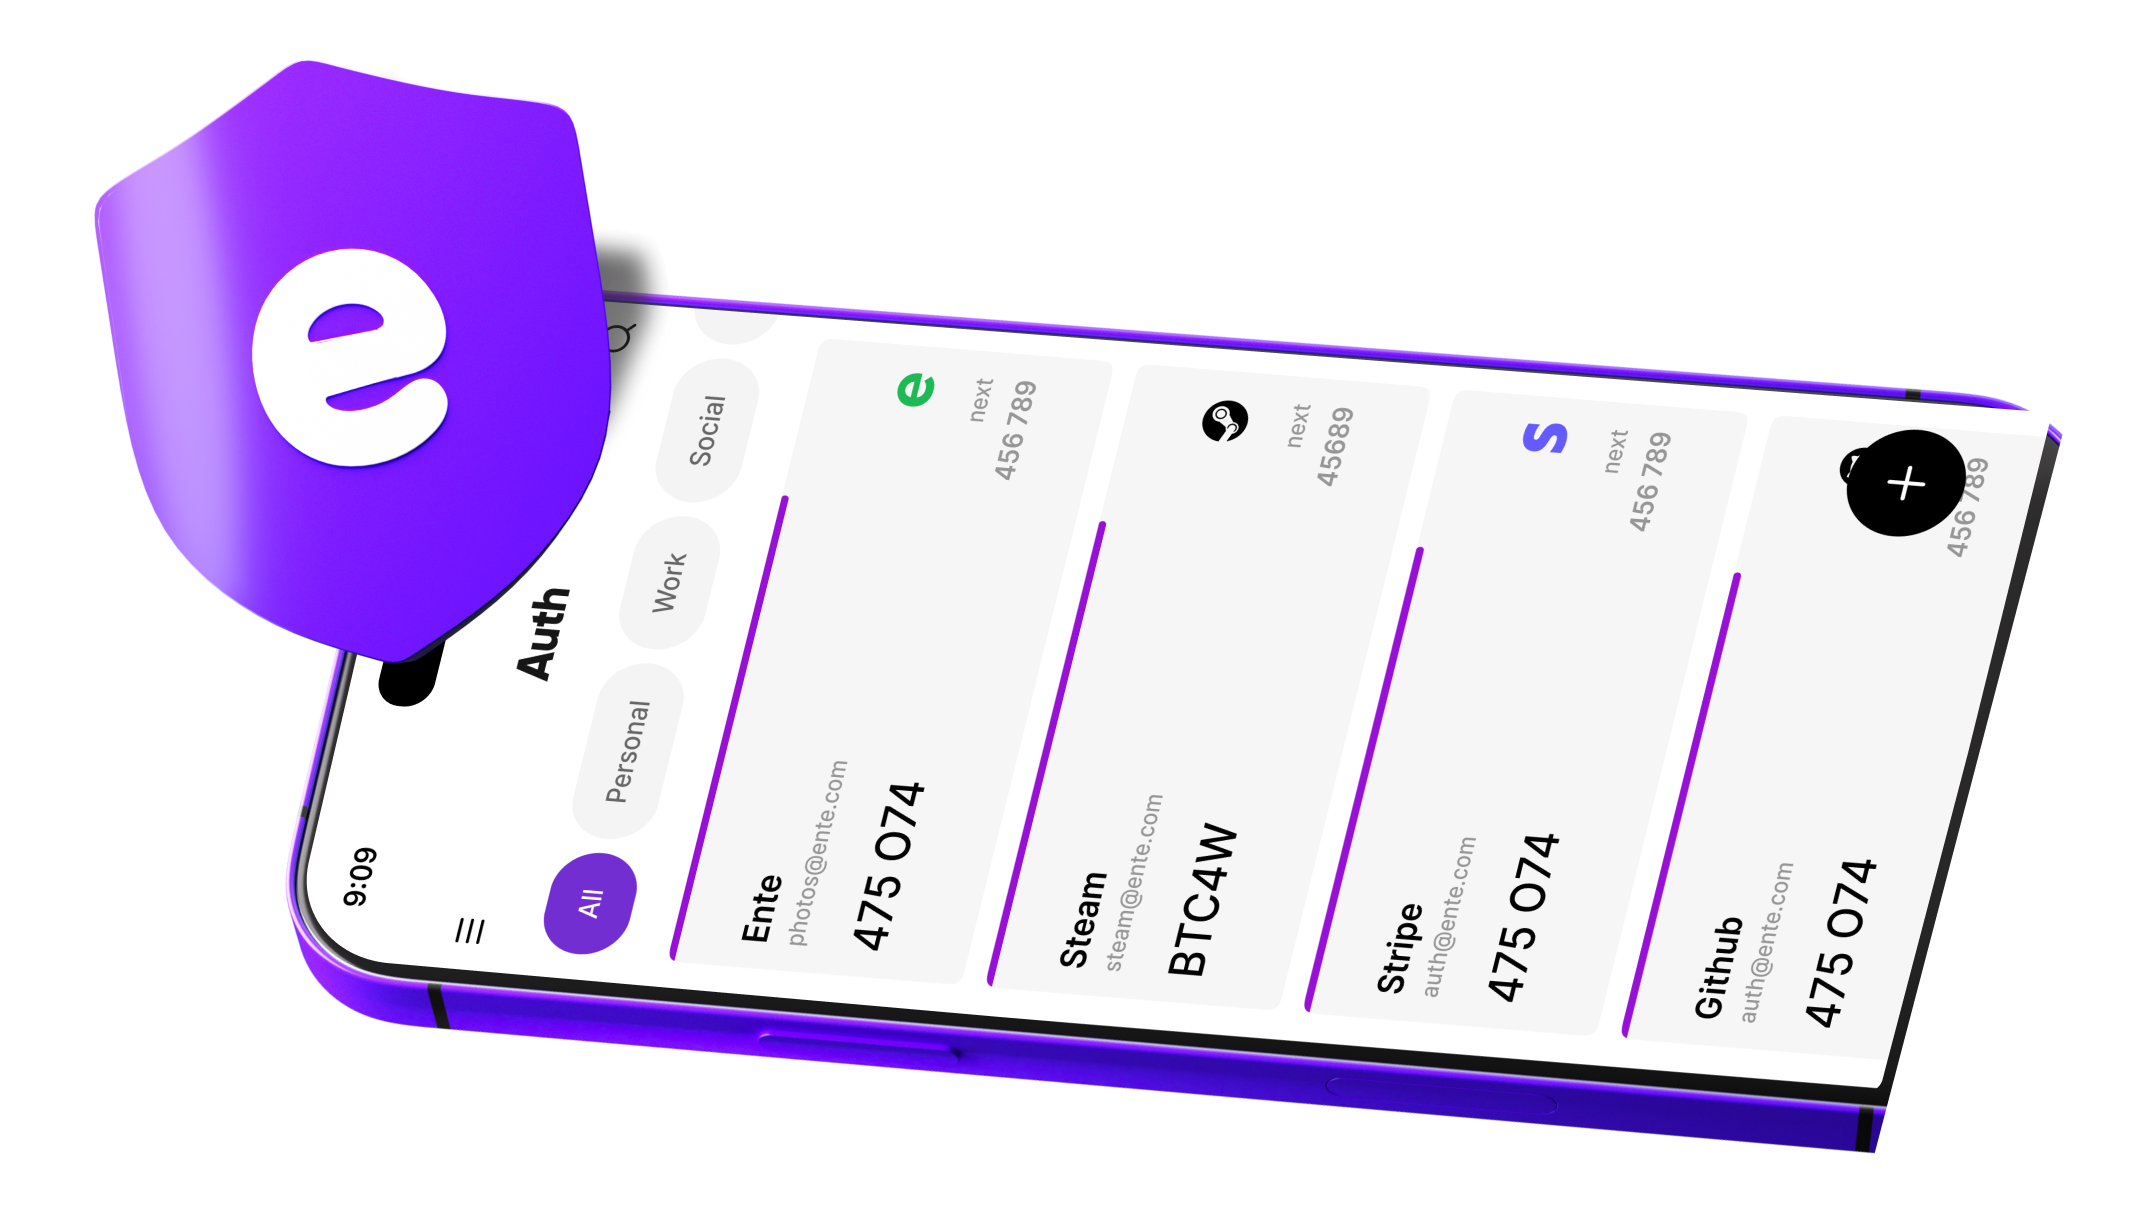 e
9:09
Auth
All
Personal
Work
Social
Ente
photos@ente.com
475 074
e
next
456 789
Steam
steam@ente.com
BTC4W
next
45689
Stripe
auth@ente.com
475 074
S
next
456 789
Github
auth@ente.com
475 074
+
456 789